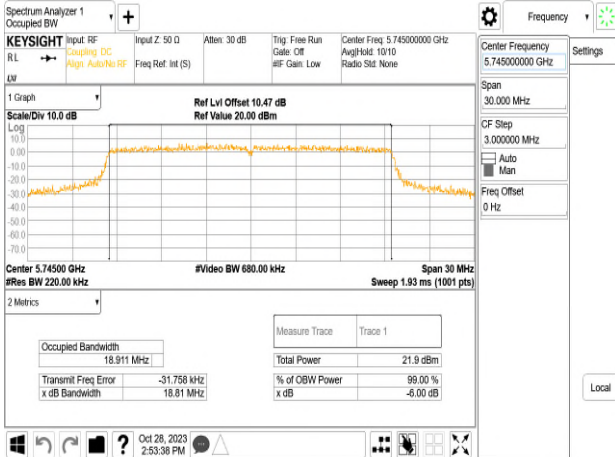 Spectrum Analyzer 1
Occupied BW
+
Frequency
KEYSIGHT
RL
Input: RF
Coupling: DC
Align: Auto/No RF
Input Z: 50 Ω
Freq Ref: Int (S)
Atten: 30 dB
Trig: Free Run
Gate: Off
#IF Gain: Low
Center Freq: 5.745000000 GHz
Avg|Hold: 10/10
Radio Std: None
Center Frequency
5.745000000 GHz
Settings
Span
30.000 MHz
CF Step
3.000000 MHz
Auto
Man
Freq Offset
0 Hz
1 Graph
Scale/Div 10.0 dB
Ref Lvl Offset 10.47 dB
Ref Value 20.00 dBm
Log
10.0
0.00
-10.0
-20.0
-30.0
-40.0
-50.0
-60.0
-70.0
Center 5.74500 GHz
#Res BW 220.00 kHz
#Video BW 680.00 kHz
Span 30 MHz
Sweep 1.93 ms (1001 pts)
2 Metrics
Measure Trace
Trace 1
Occupied Bandwidth
18.911 MHz
Total Power
21.9 dBm
Transmit Freq Error
-31.758 kHz
% of OBW Power
99.00 %
x dB Bandwidth
18.81 MHz
x dB
-6.00 dB
Local
?
Oct 28, 2023
2:53:38 PM